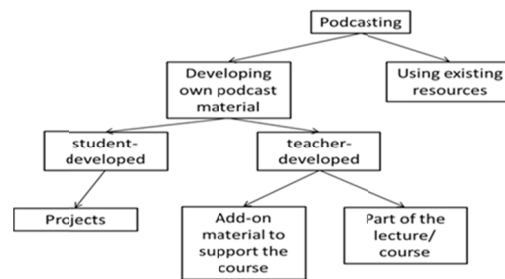 Podcasting
Developing
own podcast
material
Using existing
resources
student-
developed
teacher-
developed
Projects
Add-on
material to
support the
course
Part of the
lecture/
course